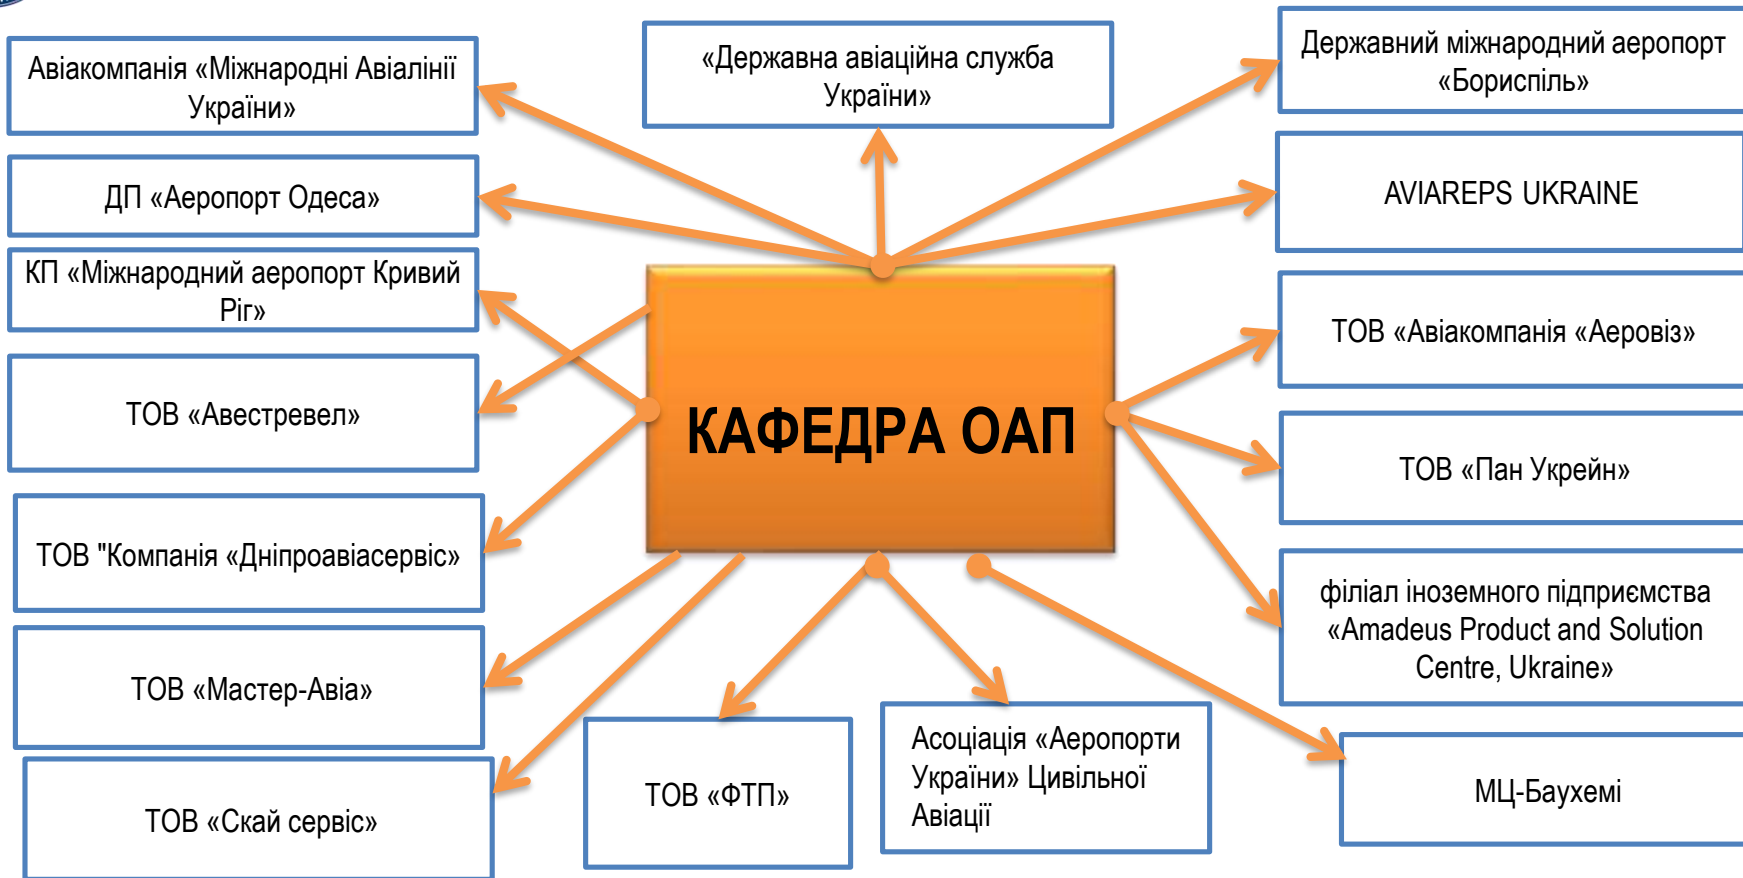 Авіакомпанія «Міжнародні Авіалінії
України»
«Державна авіаційна служба
України»
Державний міжнародний аеропорт
«Бориспіль»
ДП «Аеропорт Одеса»
AVIAREPS UKRAINE
КП «Міжнародний аеропорт Кривий
Ріг»
ТОВ «Авіакомпанія «Аеровіз»
ТОВ «Авестревел»
КАФЕДРА ОАП
ТОВ «Пан Укрейн»
ТОВ "Компанія «Дніпроавіасервіс»
філіал іноземного підприємства
«Amadeus Product and Solution
Centre, Ukraine»
ТОВ «Мастер-Авіа»
ТОВ «ФТП»
Асоціація «Аеропорти
України» Цивільної
Авіації
МЦ-Баухемі
ТОВ «Скай сервіс»